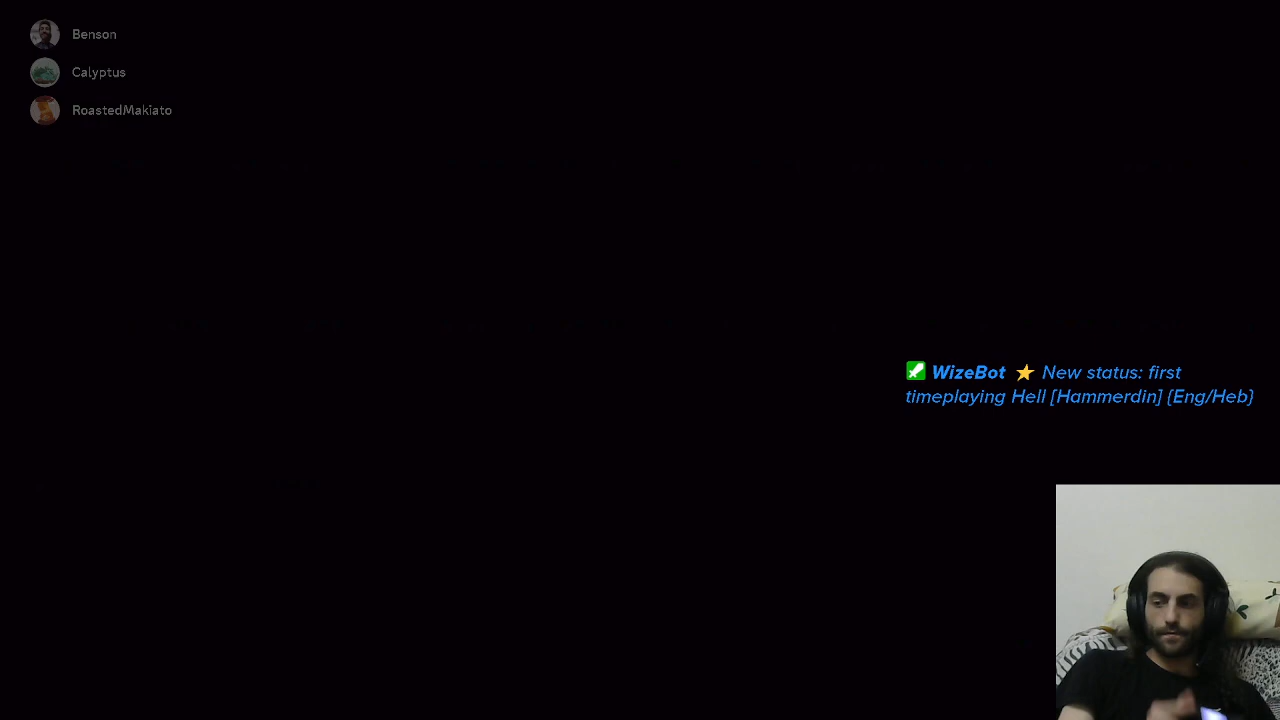 Benson
Calyptus
RoastedMakiato
WizeBot ⭐ New status: first
timeplaying Hell [Hammerdin] {Eng/Heb}